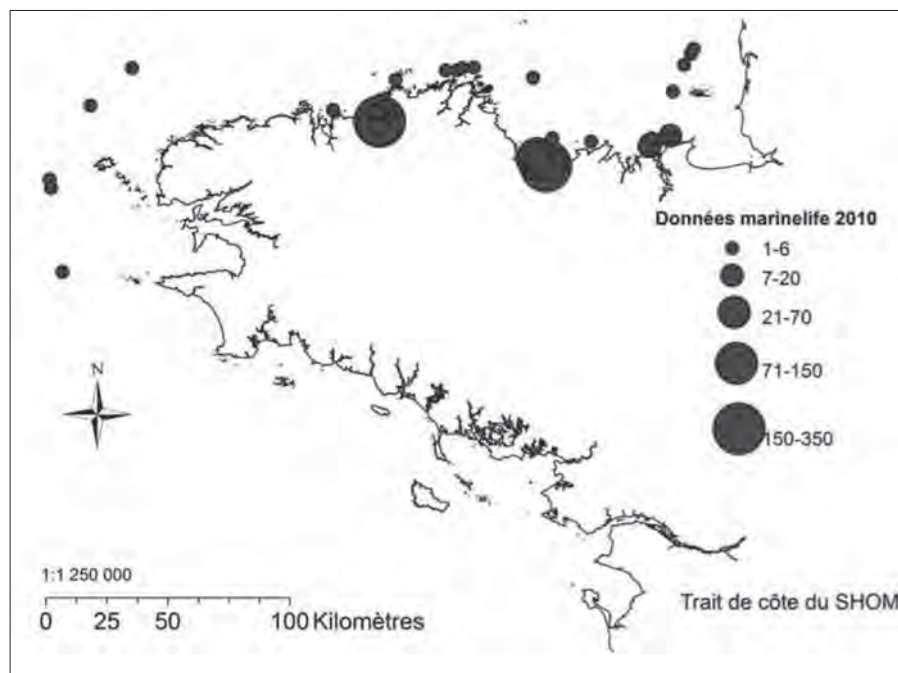 Données marinelife 2010
1-6
7-20
21-70
71-150
150-350
N
1:1 250 000
0 25 50 100 Kilomètres
Trait de côte du SHOM